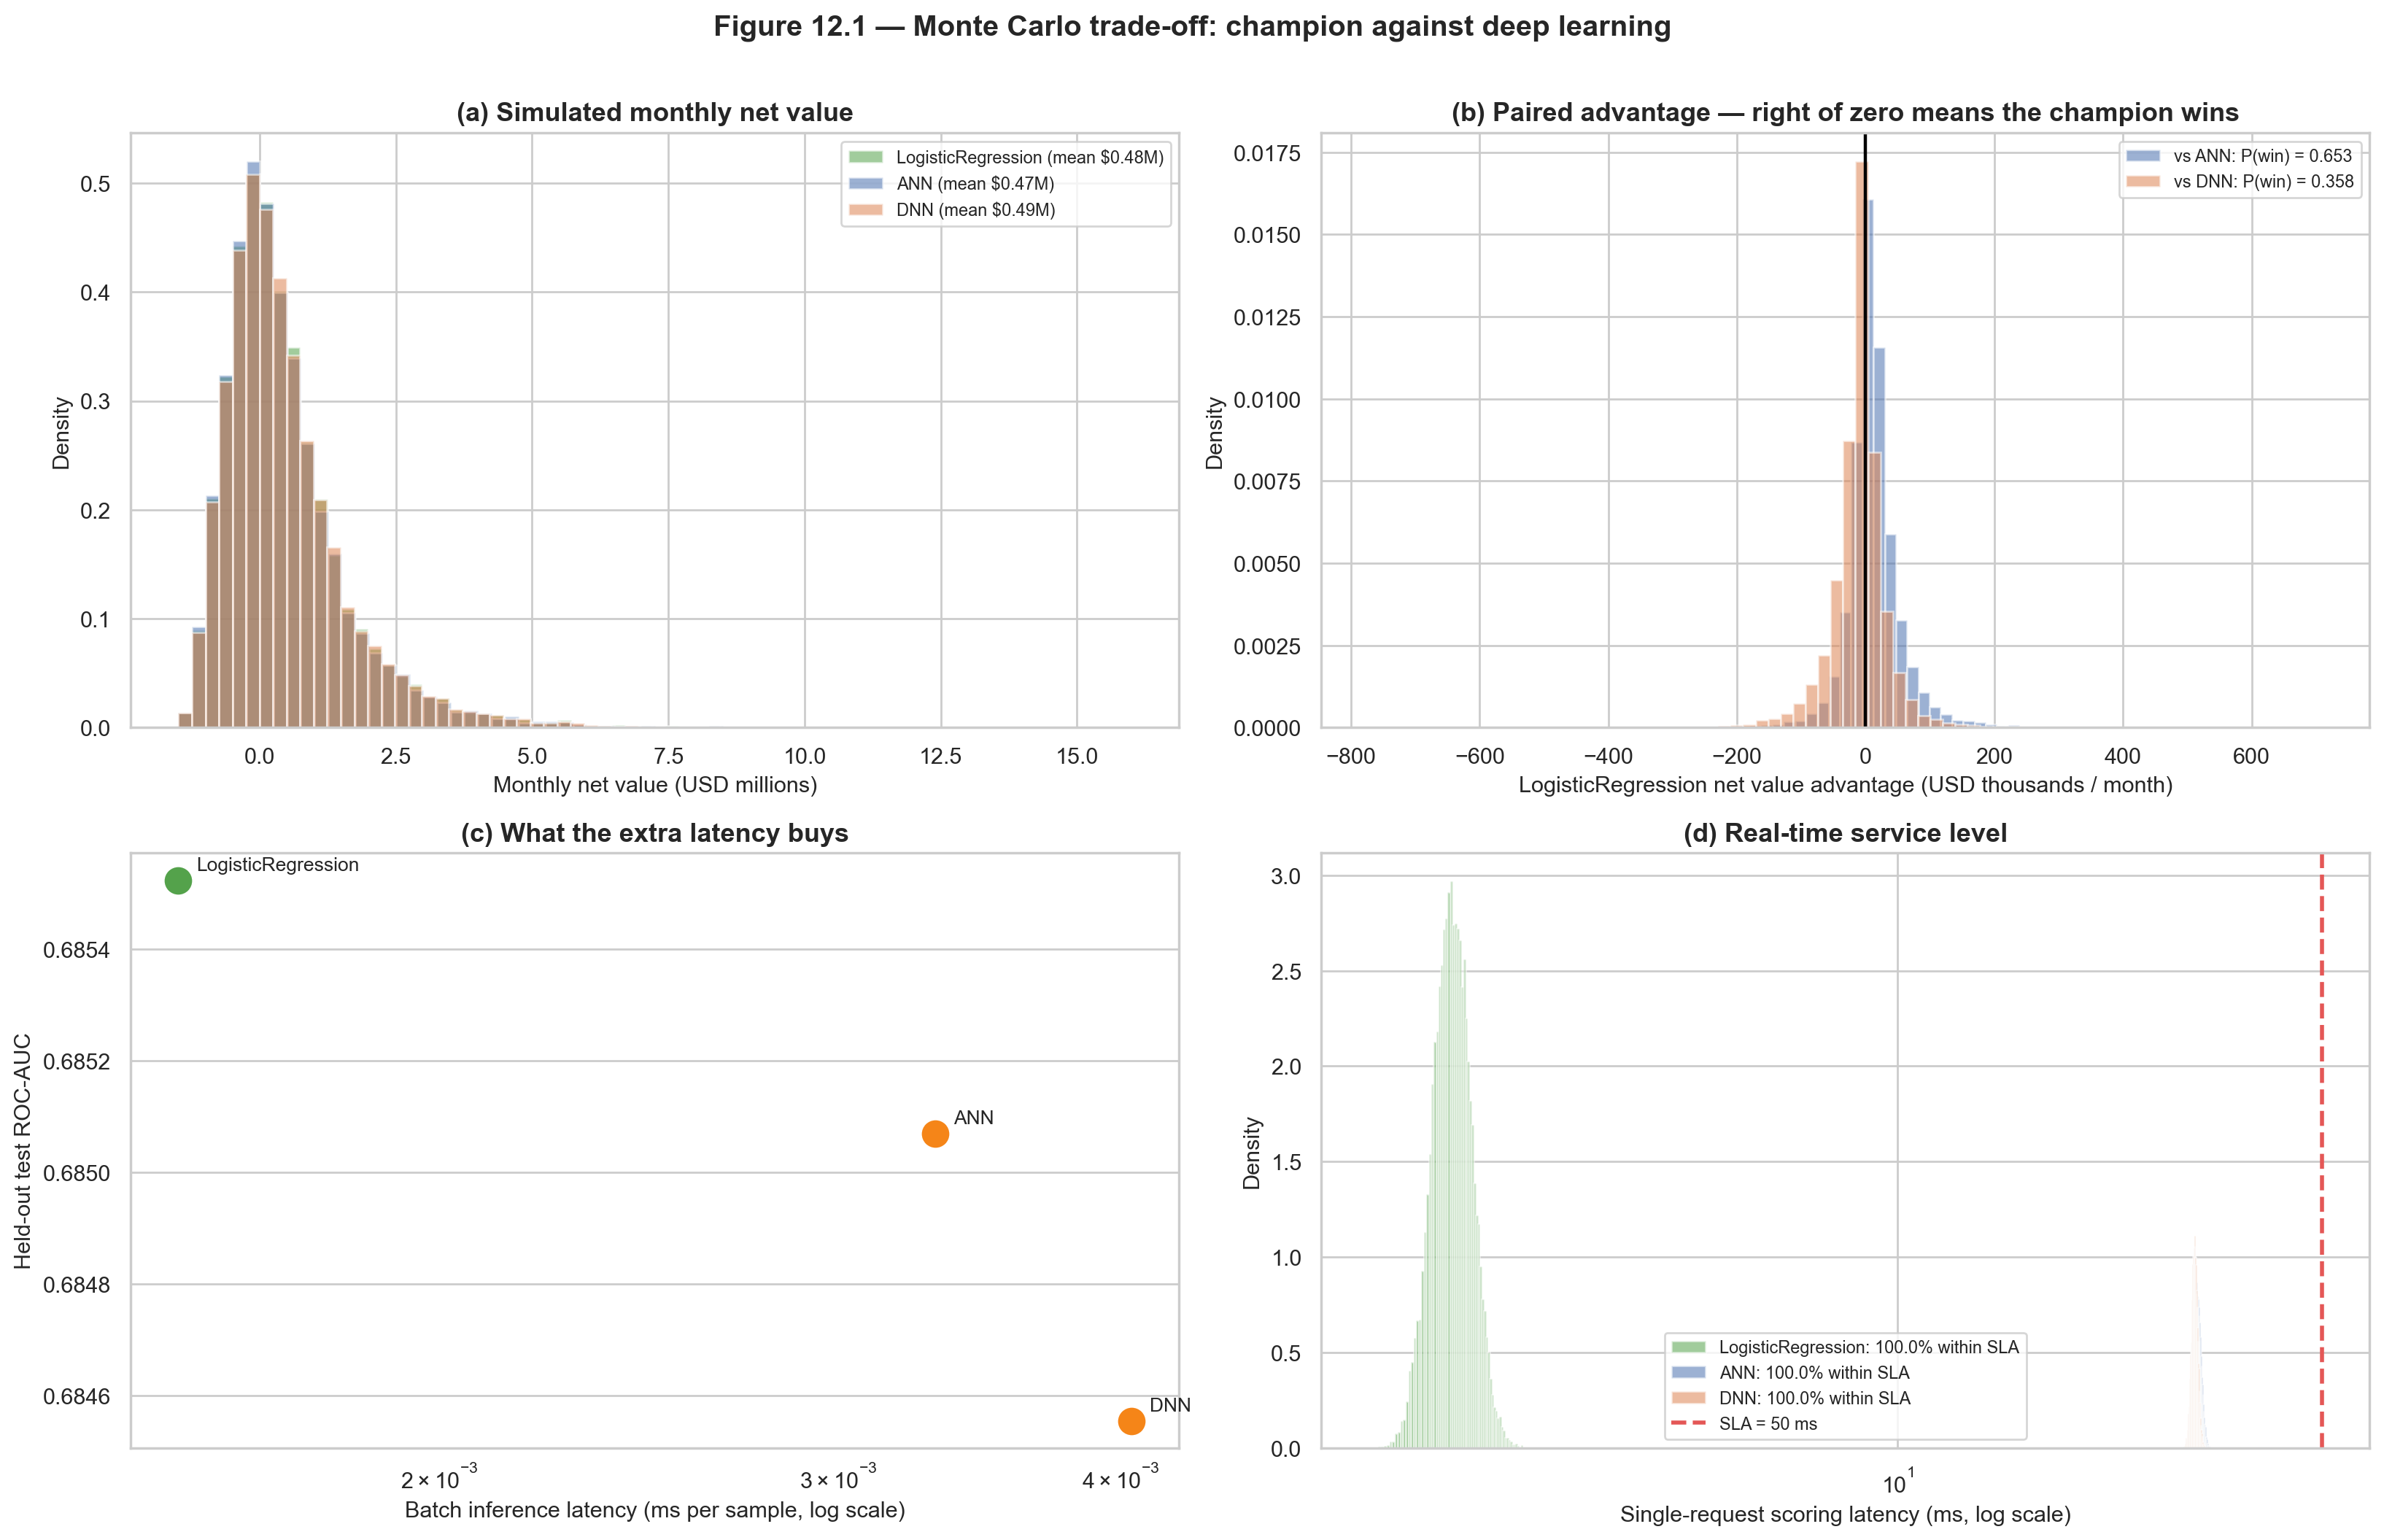 Figure 12.1 — Monte Carlo trade-off: champion against deep learning
(a) Simulated monthly net value
LogisticRegression (mean $0.48M)
ANN (mean $0.47M)
DNN (mean $0.49M)
Density
0.5
0.4
0.3
0.2
0.1
0.0
0.0 2.5 5.0 7.5 10.0 12.5 15.0
Monthly net value (USD millions)
(b) Paired advantage — right of zero means the champion wins
vs ANN: P(win) = 0.653
vs DNN: P(win) = 0.358
Density
0.0175
0.0150
0.0125
0.0100
0.0075
0.0050
0.0025
0.0000
−800 −600 −400 −200 0 200 400 600
LogisticRegression net value advantage (USD thousands / month)
(c) What the extra latency buys
LogisticRegression
ANN
DNN
Held-out test ROC-AUC
0.6854
0.6852
0.6850
0.6848
0.6846
2 × 10⁻³ 3 × 10⁻³ 4 × 10⁻³
Batch inference latency (ms per sample, log scale)
(d) Real-time service level
Density
3.0
2.5
2.0
1.5
1.0
0.5
0.0
LogisticRegression: 100.0% within SLA
ANN: 100.0% within SLA
DNN: 100.0% within SLA
SLA = 50 ms
10¹
Single-request scoring latency (ms, log scale)